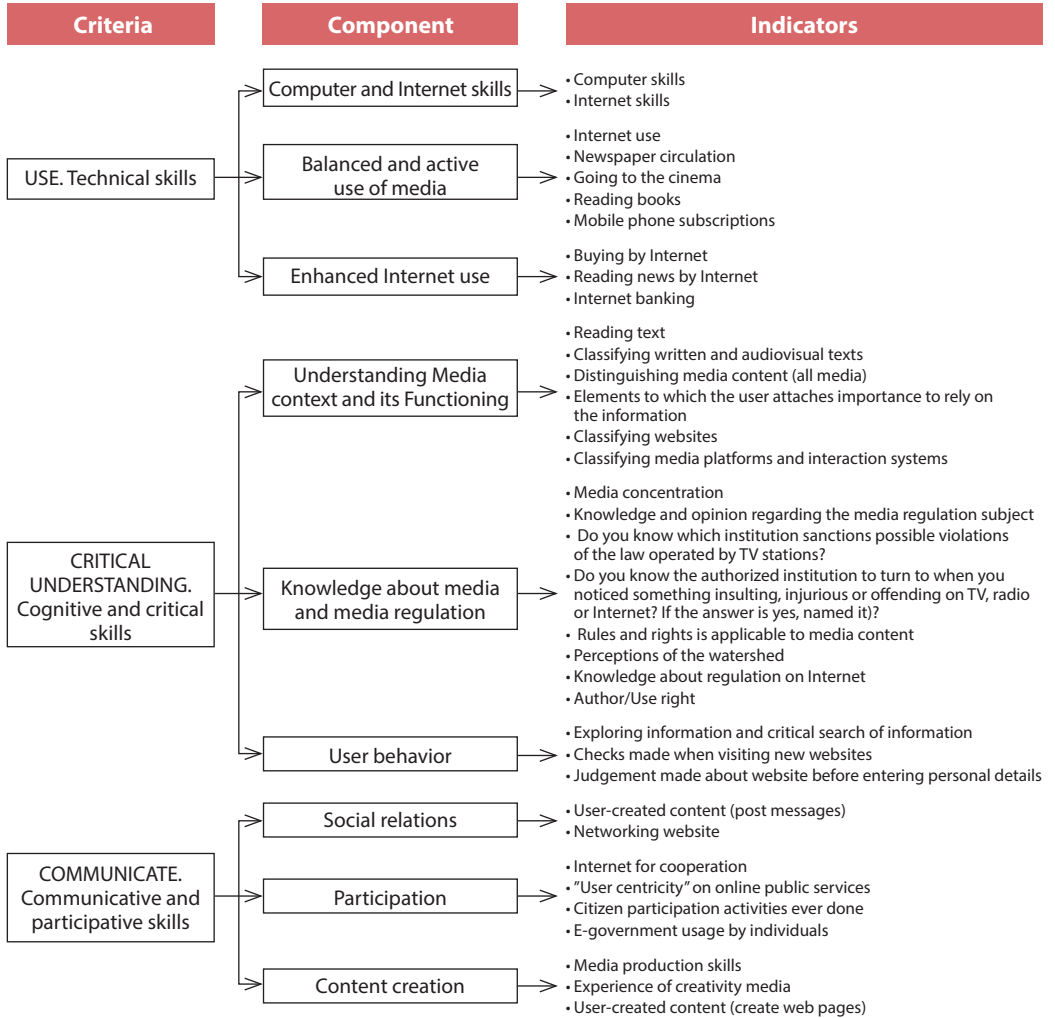 Criteria
Component
Indicators
USE. Technical skills
Computer and Internet skills
• Computer skills
• Internet skills
Balanced and active
use of media
• Internet use
• Newspaper circulation
• Going to the cinema
• Reading books
• Mobile phone subscriptions
Enhanced Internet use
• Buying by Internet
• Reading news by Internet
• Internet banking
CRITICAL
UNDERSTANDING.
Cognitive and critical
skills
Understanding Media
context and its Functioning
• Reading text
• Classifying written and audiovisual texts
• Distinguishing media content (all media)
• Elements to which the user attaches importance to rely on
the information
• Classifying websites
• Classifying media platforms and interaction systems
Knowledge about media
and media regulation
• Media concentration
• Knowledge and opinion regarding the media regulation subject
• Do you know which institution sanctions possible violations
of the law operated by TV stations?
• Do you know the authorized institution to turn to when you
noticed something insulting, injurious or offending on TV, radio
or Internet? If the answer is yes, named it)?
• Rules and rights is applicable to media content
• Perceptions of the watershed
• Knowledge about regulation on Internet
• Author/Use right
User behavior
• Exploring information and critical search of information
• Checks made when visiting new websites
• Judgement made about website before entering personal details
COMMUNICATE.
Communicative and
participative skills
Social relations
• User-created content (post messages)
• Networking website
Participation
• Internet for cooperation
• ”User centricity” on online public services
• Citizen participation activities ever done
• E-government usage by individuals
Content creation
• Media production skills
• Experience of creativity media
• User-created content (create web pages)